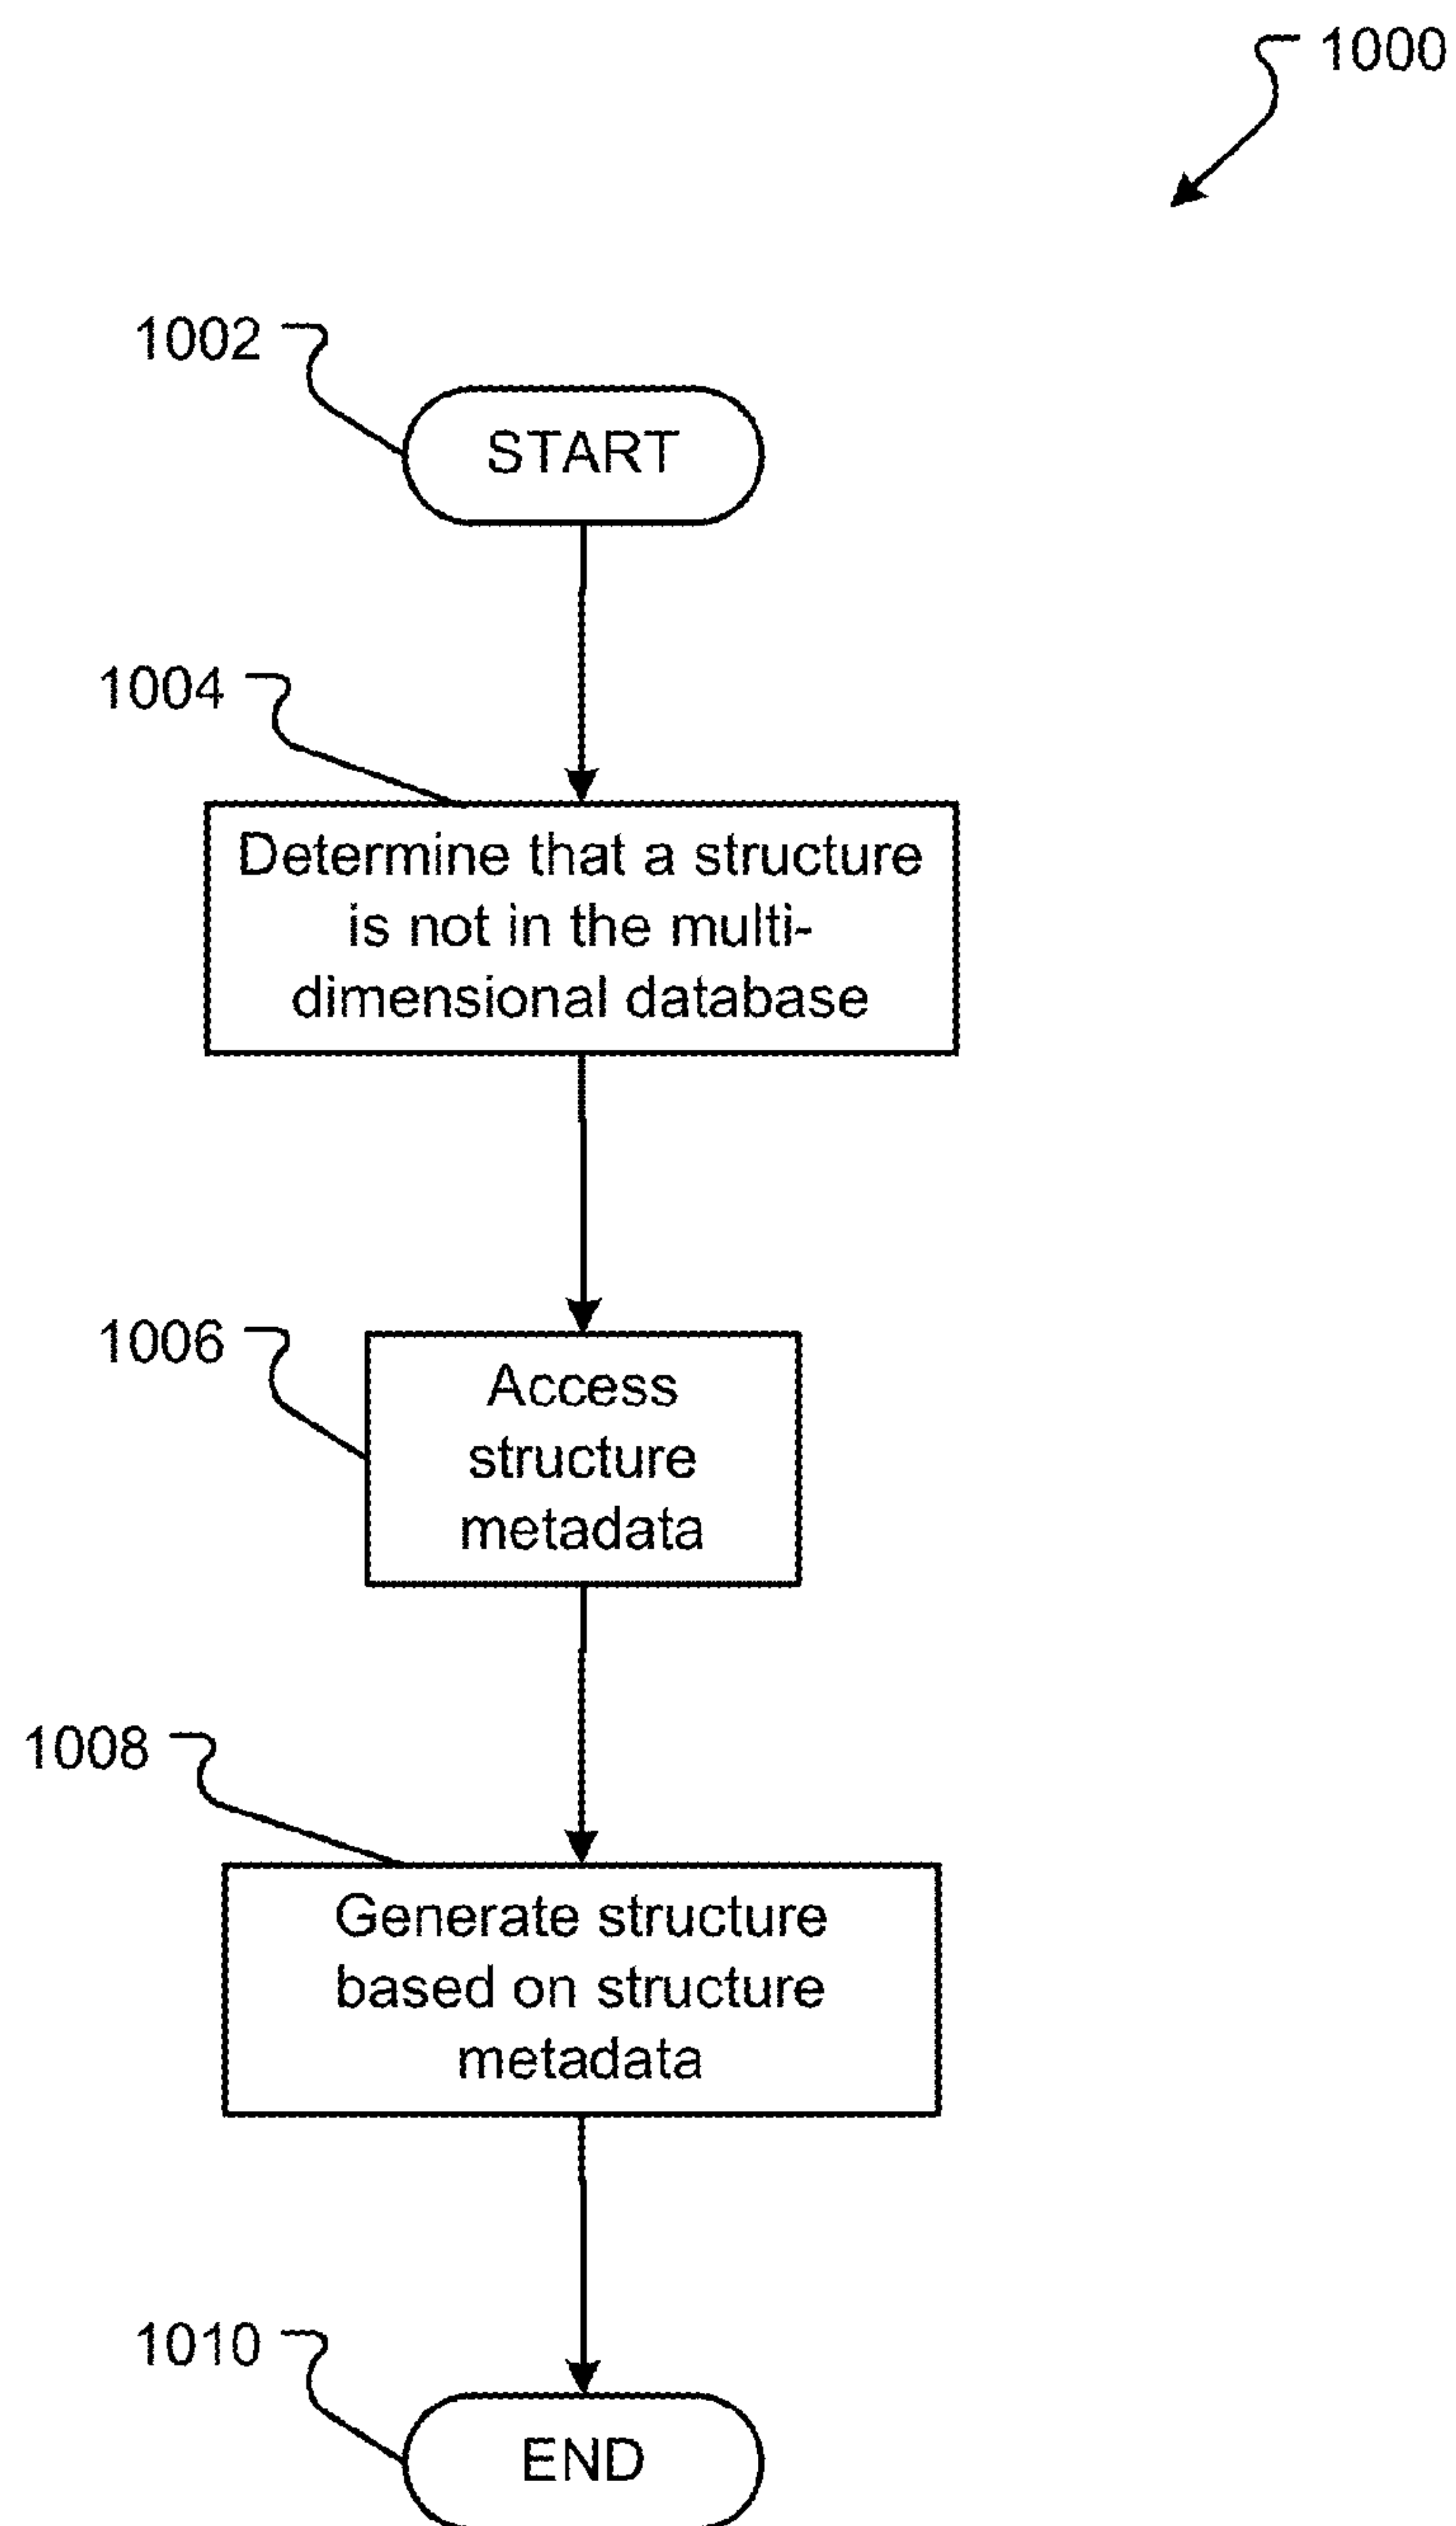 1000
1002
START
1004
Determine that a structure
is not in the multi-
dimensional database
1006
Access
structure
metadata
1008
Generate structure
based on structure
metadata
1010
END